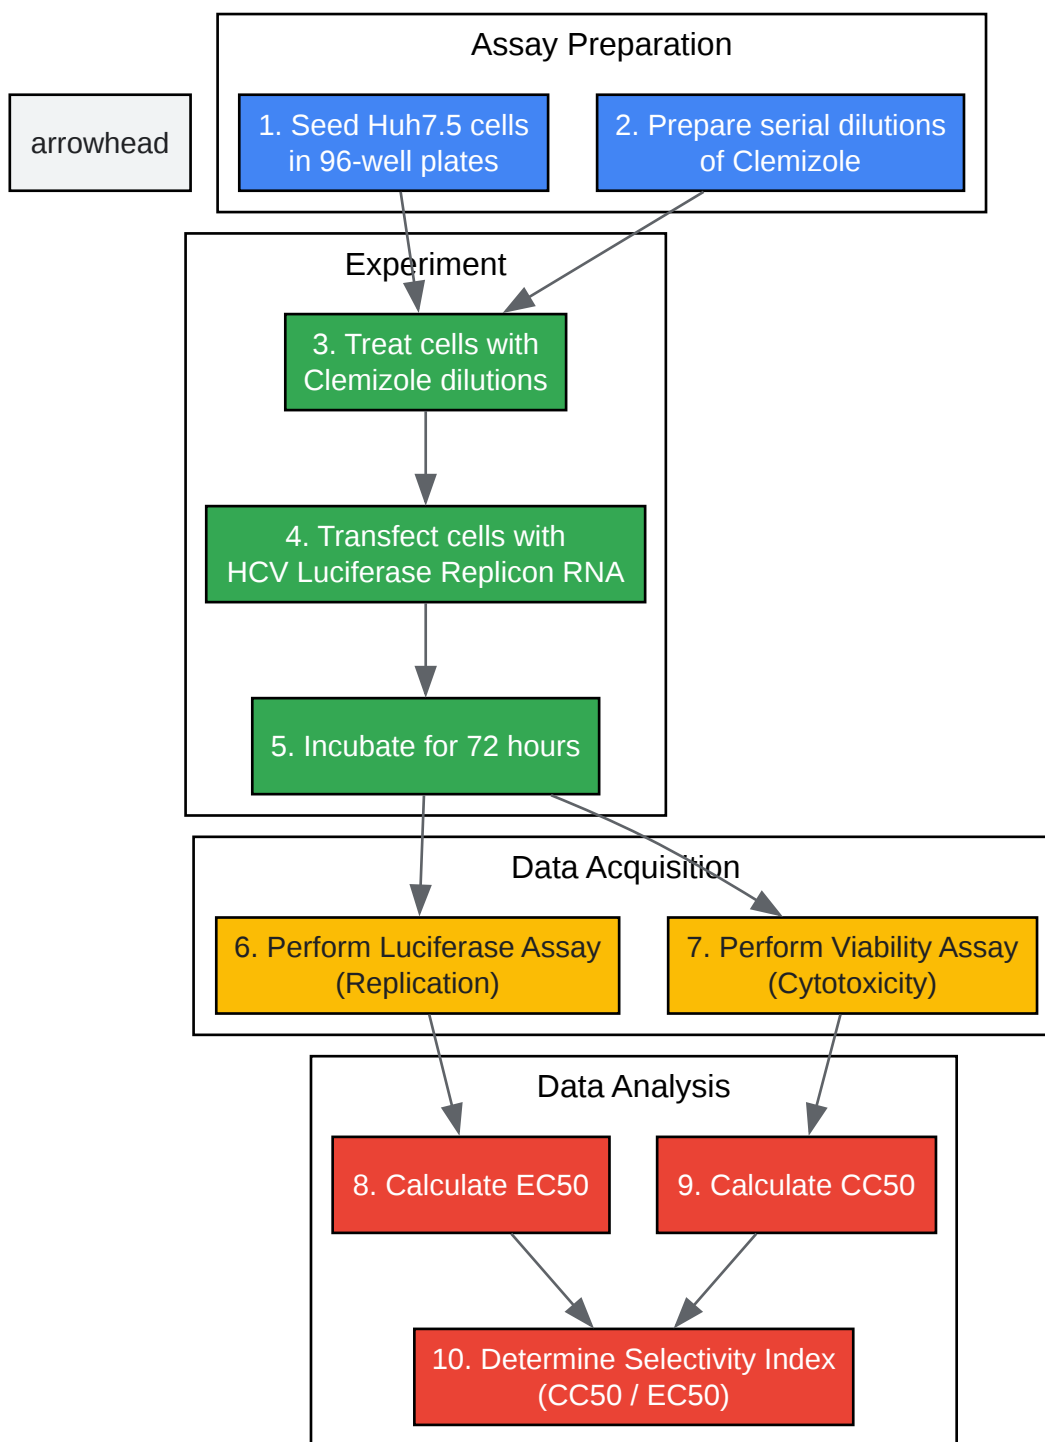 Assay Preparation
arrowhead
1. Seed Huh7.5 cells
in 96-well plates
2. Prepare serial dilutions
of Clemizole
Experiment
3. Treat cells with
Clemizole dilutions
4. Transfect cells with
HCV Luciferase Replicon RNA
5. Incubate for 72 hours
Data Acquisition
6. Perform Luciferase Assay
(Replication)
7. Perform Viability Assay
(Cytotoxicity)
Data Analysis
8. Calculate EC50
9. Calculate CC50
10. Determine Selectivity Index
(CC50 / EC50)